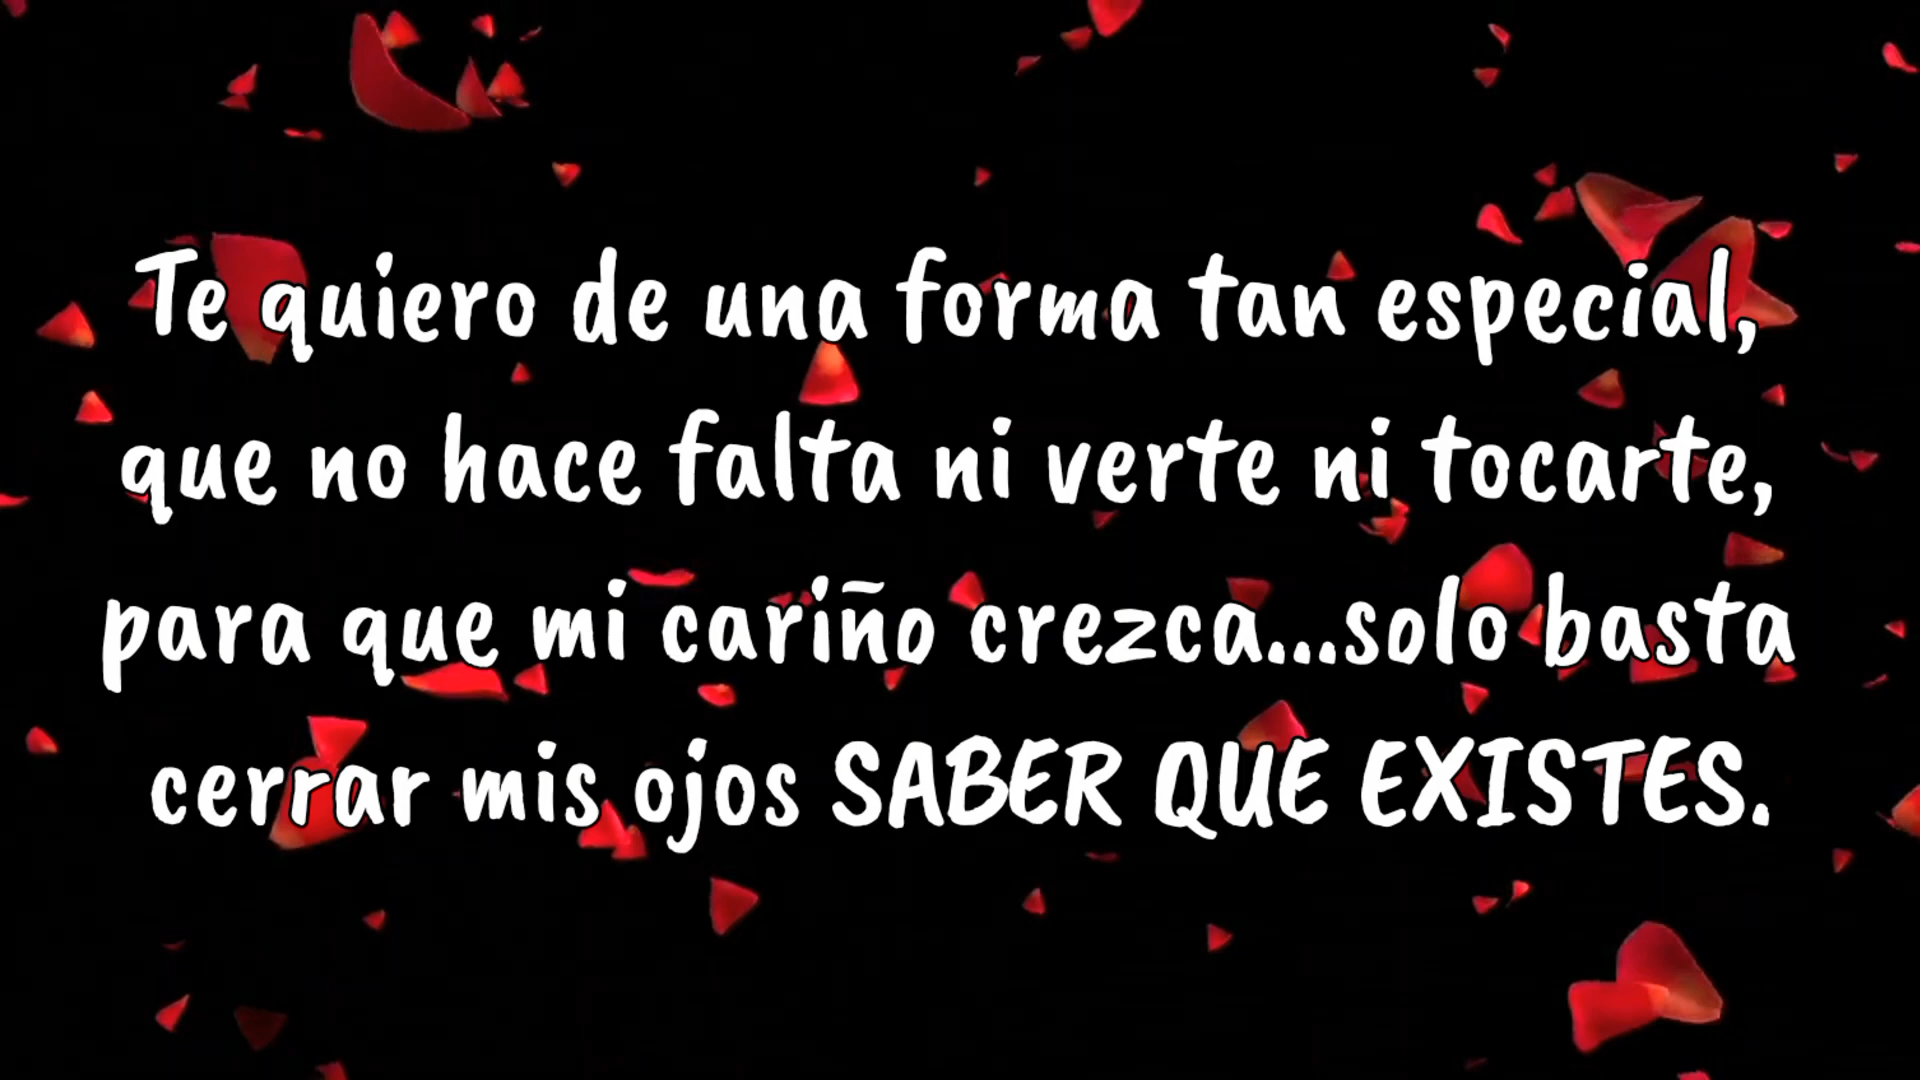 Te quiero de una forma tan especial,
que no hace falta ni verte ni tocarte,
para que mi cariño crezca...solo basta
cerrar mis ojos SABER QUE EXISTES.